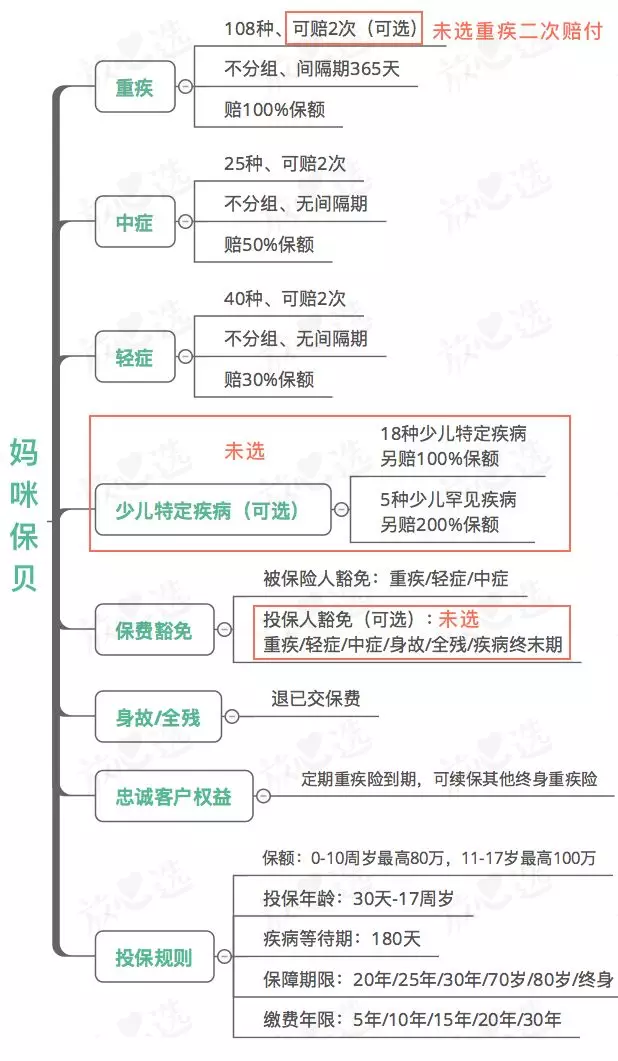 妈咪保贝
重疾
108种、可赔2次（可选） 未选重疾二次赔付
不分组、间隔期365天
赔100%保额
中症
25种、可赔2次
不分组、无间隔期
赔50%保额
轻症
40种、可赔2次
不分组、无间隔期
赔30%保额
未选
少儿特定疾病（可选）
18种少儿特定疾病
另赔100%保额
5种少儿罕见疾病
另赔200%保额
保费豁免
被保险人豁免：重疾/轻症/中症
投保人豁免（可选）：未选
重疾/轻症/中症/身故/全残/疾病终末期
身故/全残
退已交保费
忠诚客户权益
定期重疾险到期，可续保其他终身重疾险
投保规则
保额：0-10周岁最高80万，11-17岁最高100万
投保年龄：30天-17周岁
疾病等待期：180天
保障期限：20年/25年/30年/70岁/80岁/终身
缴费年限：5年/10年/15年/20年/30年
放心选